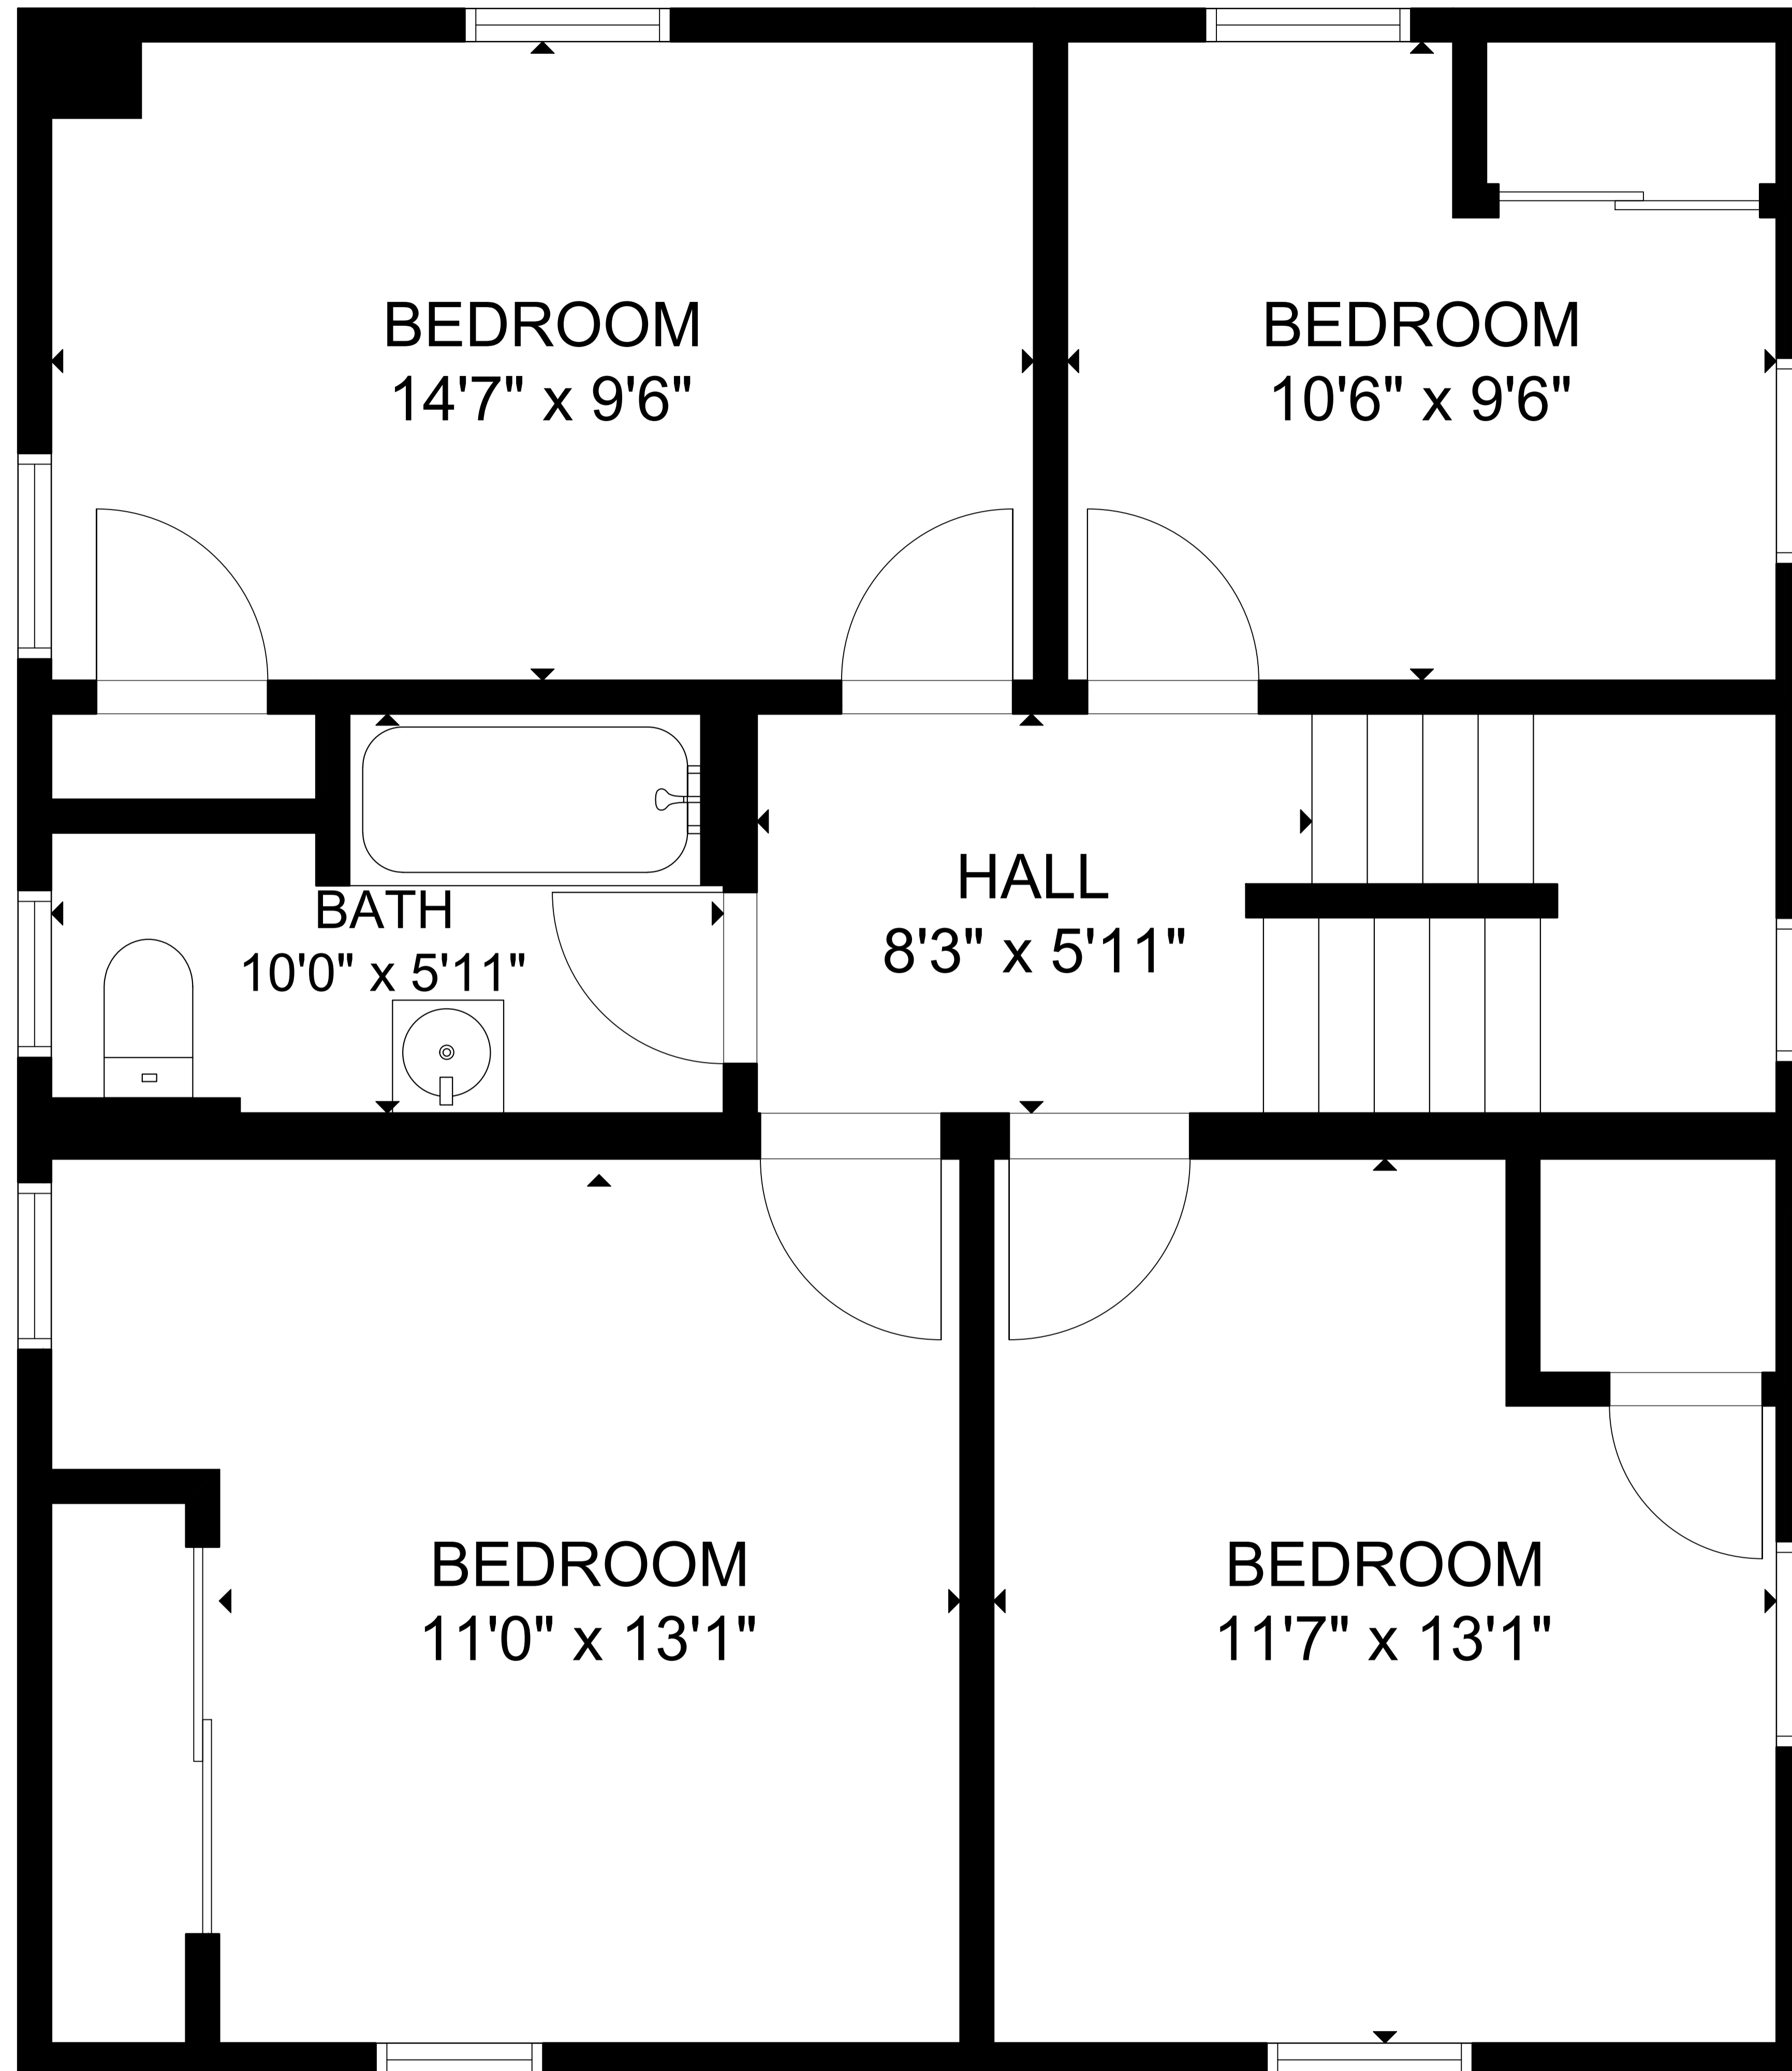 BEDROOM
14'7" x 9'6"
BEDROOM
10'6" x 9'6"
BATH
10'0" x 5'11"
HALL
8'3" x 5'11"
BEDROOM
11'0" x 13'1"
BEDROOM
11'7" x 13'1"